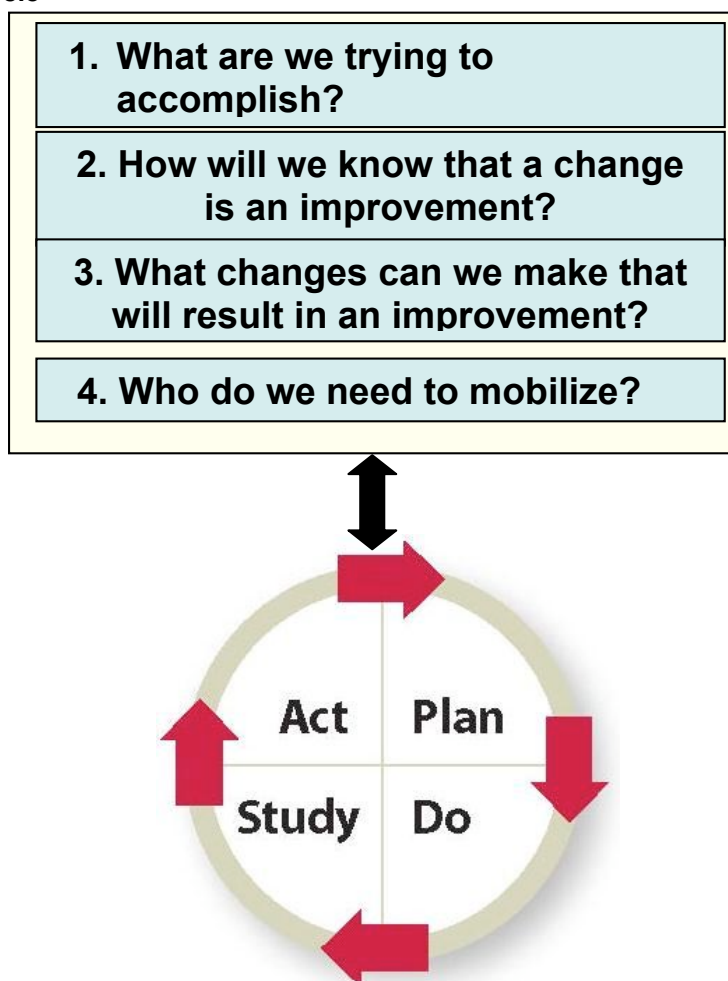 1. What are we trying to
accomplish?
2. How will we know that a change
is an improvement?
3. What changes can we make that
will result in an improvement?
4. Who do we need to mobilize?
Act Plan
Study Do